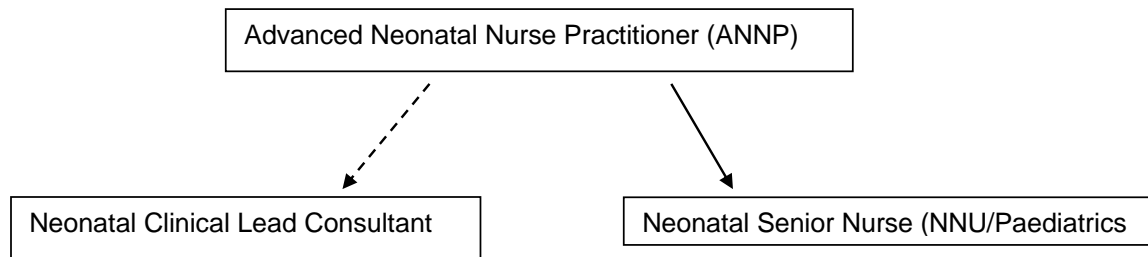 Advanced Neonatal Nurse Practitioner (ANNP)
Neonatal Clinical Lead Consultant
Neonatal Senior Nurse (NNU/Paediatrics